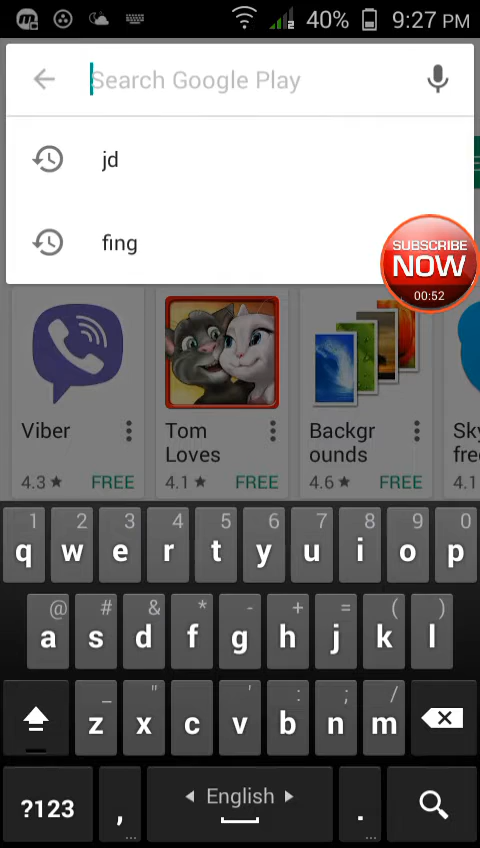 40% 9:27 PM
Search Google Play
jd
fing
SUBSCRIBE
NOW
00:52
Viber
Tom
Loves
Backgr
ounds
Sky
free
4.3★ FREE
4.1★ FREE
4.6★ FREE
4.1
1 2 3 4 5 6 7 8 9 0
q w e r t y u i o p
@ # & * - + = ( )
a s d f g h j k l
_ " ' : ; /
z x c v b n m
?123 , ◂ English ▸ .
... ...